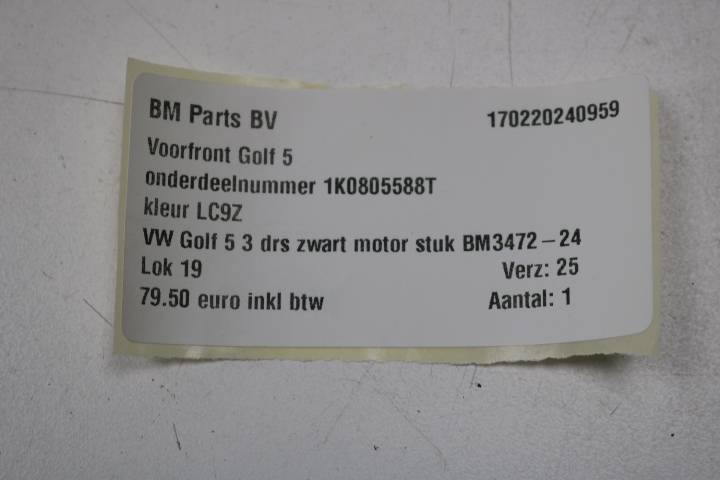 BM Parts BV 170220240959
Voorfront Golf 5
onderdeelnummer 1K0805588T
kleur LC9Z
VW Golf 5 3 drs zwart motor stuk BM3472-24
Lok 19 Verz: 25
79.50 euro inkl btw Aantal: 1